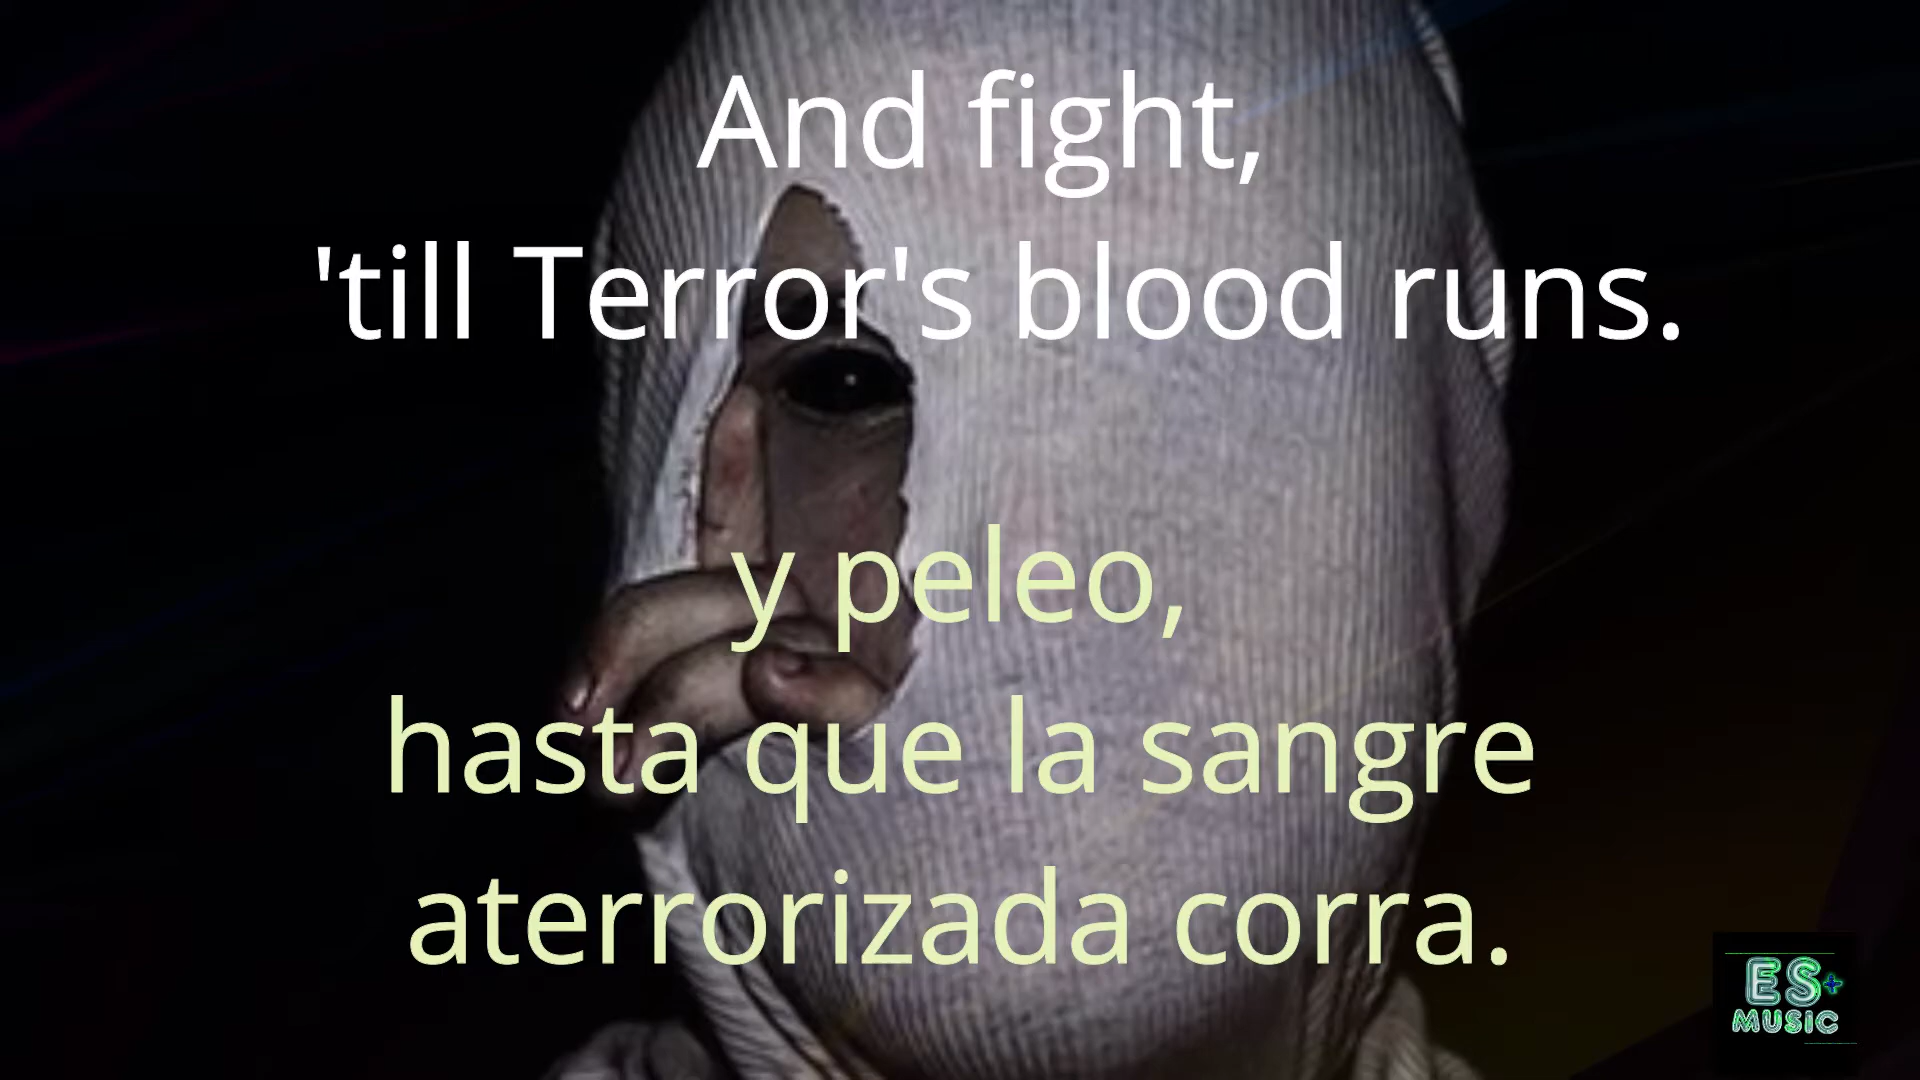 And fight,
'till Terror's blood runs.
y peleo,
hasta que la sangre
aterrorizada corra.
ES+
MUSIC